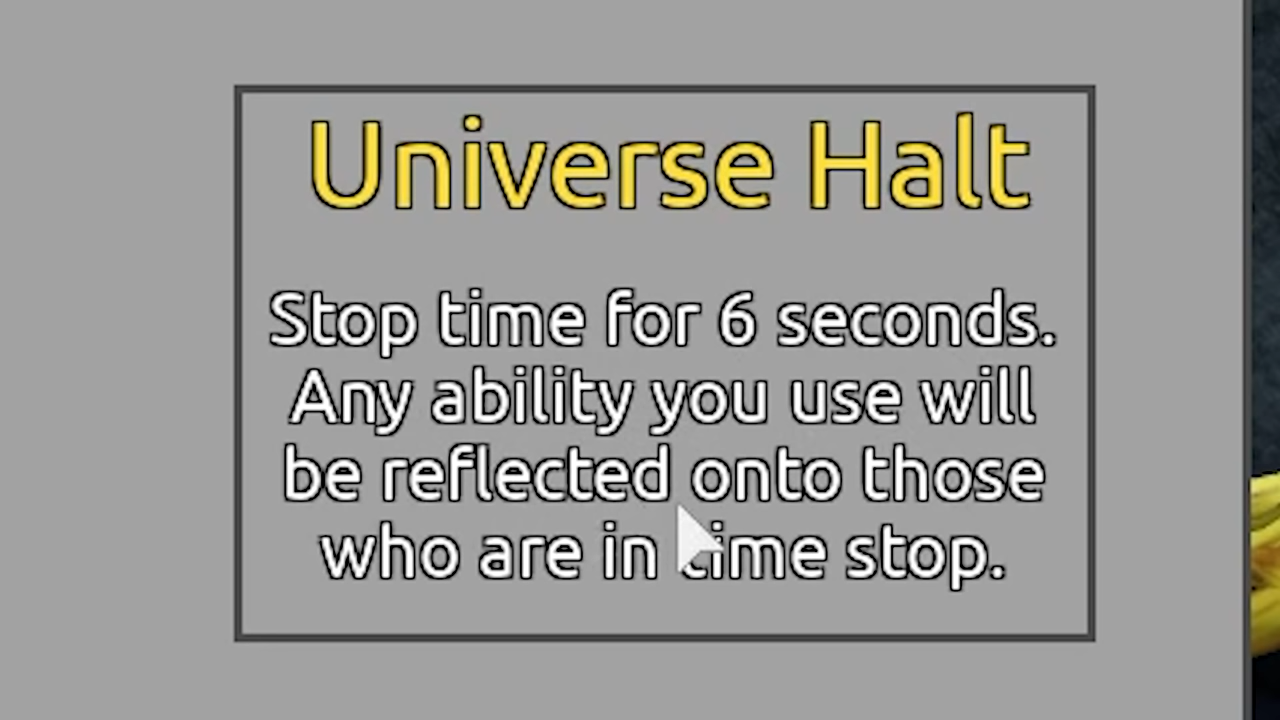 Universe Halt
Stop time for 6 seconds.
Any ability you use will
be reflected onto those
who are in time stop.